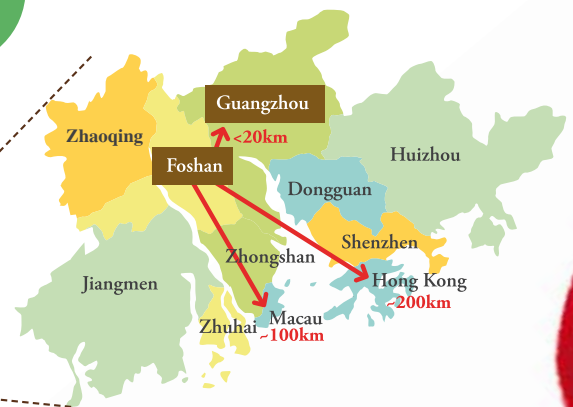 Guangzhou
<20km
Zhaoqing
Foshan
Huizhou
Dongguan
Shenzhen
Zhongshan
Jiangmen
Hong Kong
~200km
Macau
Zhuhai
~100km